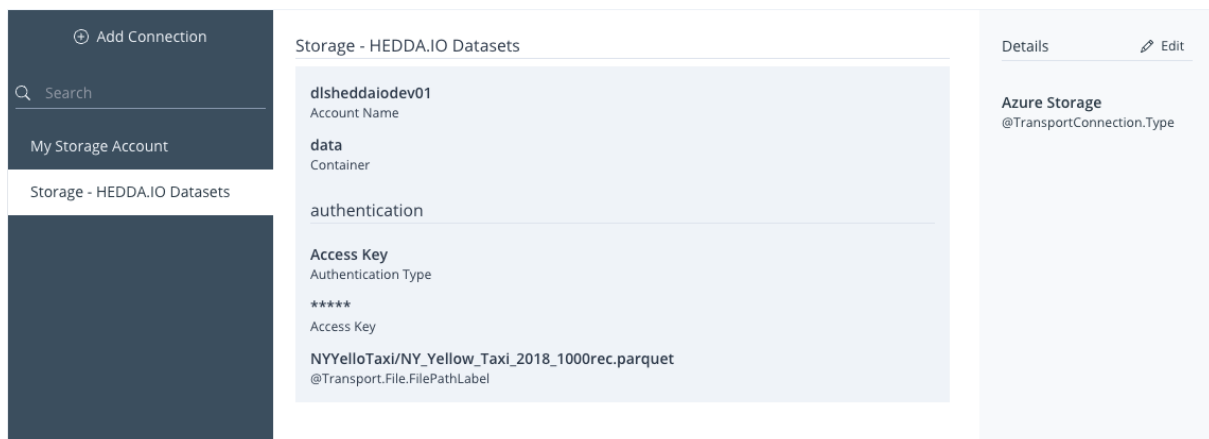 Add Connection
Search
My Storage Account
Storage - HEDDA.IO Datasets
Storage - HEDDA.IO Datasets
dlsheddaiodev01
Account Name
data
Container
authentication
Access Key
Authentication Type
*****
Access Key
NYYelloTaxi/NY_Yellow_Taxi_2018_1000rec.parquet
@Transport.File.FilePathLabel
Details
Edit
Azure Storage
@TransportConnection.Type